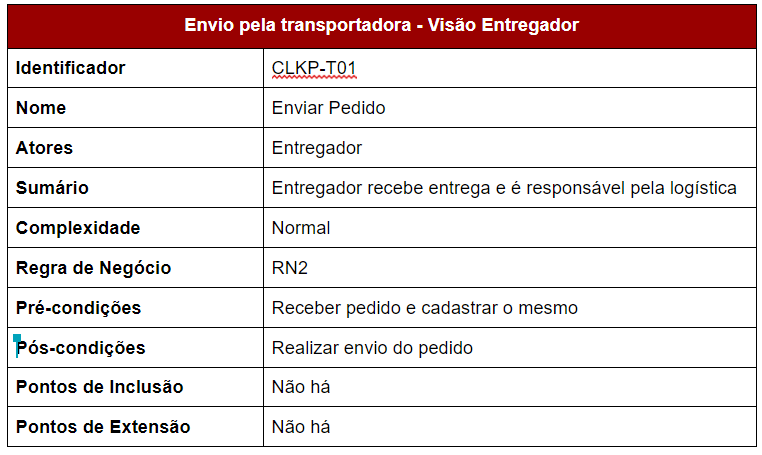 Envio pela transportadora - Visão Entregador
Identificador CLKP-T01
Nome Enviar Pedido
Atores Entregador
Sumário Entregador recebe entrega e é responsável pela logística
Complexidade Normal
Regra de Negócio RN2
Pré-condições Receber pedido e cadastrar o mesmo
Pós-condições Realizar envio do pedido
Pontos de Inclusão Não há
Pontos de Extensão Não há